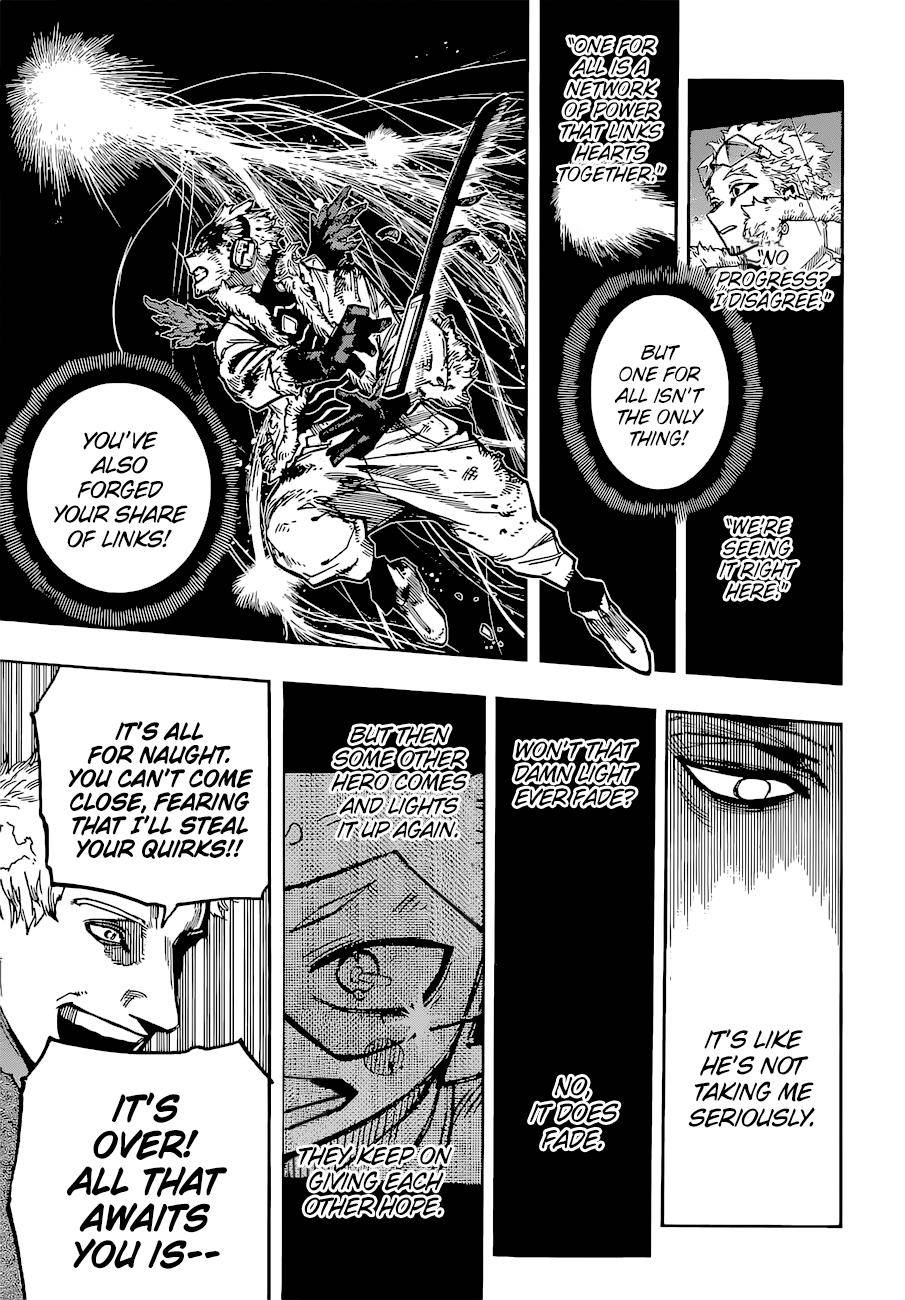 "NO
PROGRESS?
I DISAGREE."
"WE'RE
SEEING
IT RIGHT
HERE."
"ONE FOR
ALL IS A
NETWORK
OF POWER
THAT LINKS
HEARTS
TOGETHER."
BUT
ONE FOR
ALL ISN'T
THE ONLY
THING!
YOU'VE
ALSO
FORGED
YOUR SHARE
OF LINKS!
IT'S LIKE
HE'S NOT
TAKING ME
SERIOUSLY.
WON'T THAT
DAMN LIGHT
EVER FADE?
NO,
IT DOES
FADE.
BUT THEN
SOME OTHER
HERO COMES
AND LIGHTS
IT UP AGAIN.
THEY KEEP ON
GIVING EACH
OTHER HOPE.
IT'S ALL
FOR NAUGHT.
YOU CAN'T COME
CLOSE, FEARING
THAT I'LL STEAL
YOUR QUIRKS!!
IT'S
OVER!
ALL THAT
AWAITS
YOU IS--